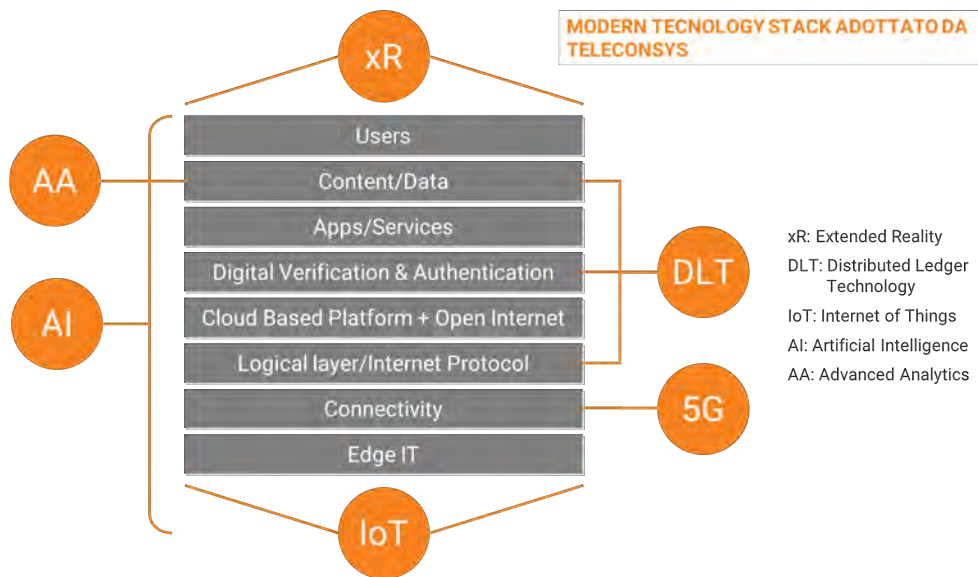 MODERN TECNOLOGY STACK ADOTTATO DA
TELECONSYS
xR
Users
AA
Content/Data
Apps/Services
Digital Verification & Authentication
DLT
AI
Cloud Based Platform + Open Internet
Logical layer/Internet Protocol
Connectivity
5G
Edge IT
IoT
xR: Extended Reality
DLT: Distributed Ledger
Technology
IoT: Internet of Things
AI: Artificial Intelligence
AA: Advanced Analytics